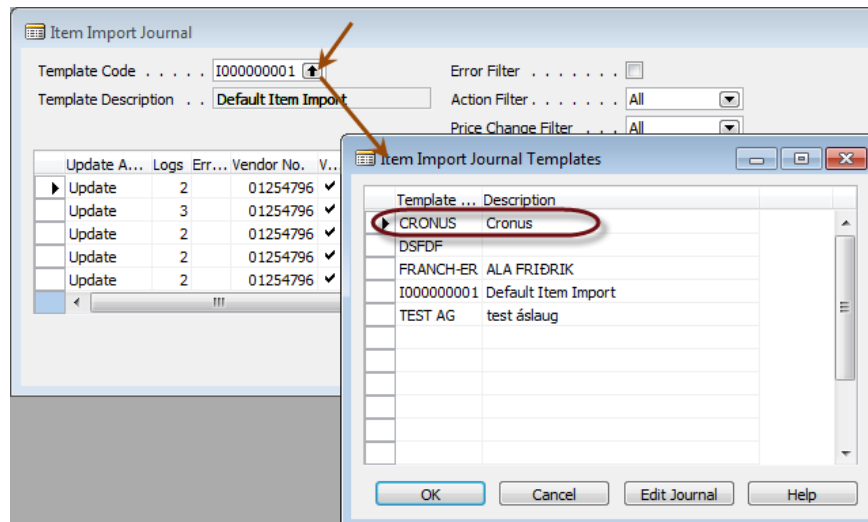 Item Import Journal
Template Code . . . . . I000000001
Error Filter . . . . . . .
Template Description . . Default Item Import
Action Filter . . . . . . . All
Price Change Filter . . . . All
Update A... Logs Err... Vendor No. V...
Update 2 01254796
Update 3 01254796
Update 2 01254796
Update 2 01254796
Update 2 01254796
Item Import Journal Templates
Template ... Description
CRONUS Cronus
DSFDF
FRANCH-ER ALA FRIÐRIK
I000000001 Default Item Import
TEST AG test áslaug
OK Cancel Edit Journal Help